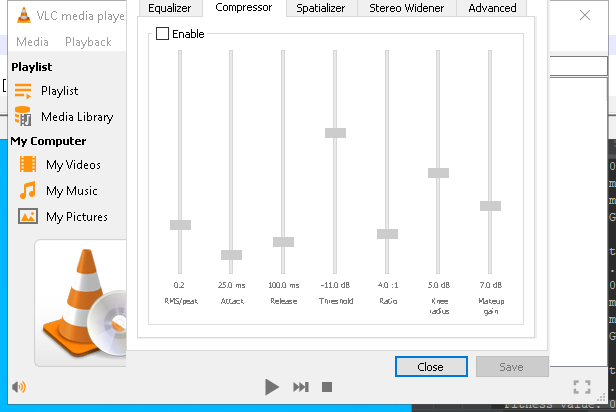 VLC media playe
Media Playback
Playlist
Playlist
Media Library
My Computer
My Videos
My Music
My Pictures
Equalizer Compressor Spatializer Stereo Widener Advanced
Enable
0.2 25.0 ms 100.0 ms -11.0 dB 4.0 :1 5.0 dB 7.0 dB
RMS/peak Attack Release Threshold Ratio Knee radius Makeup gain
Close Save